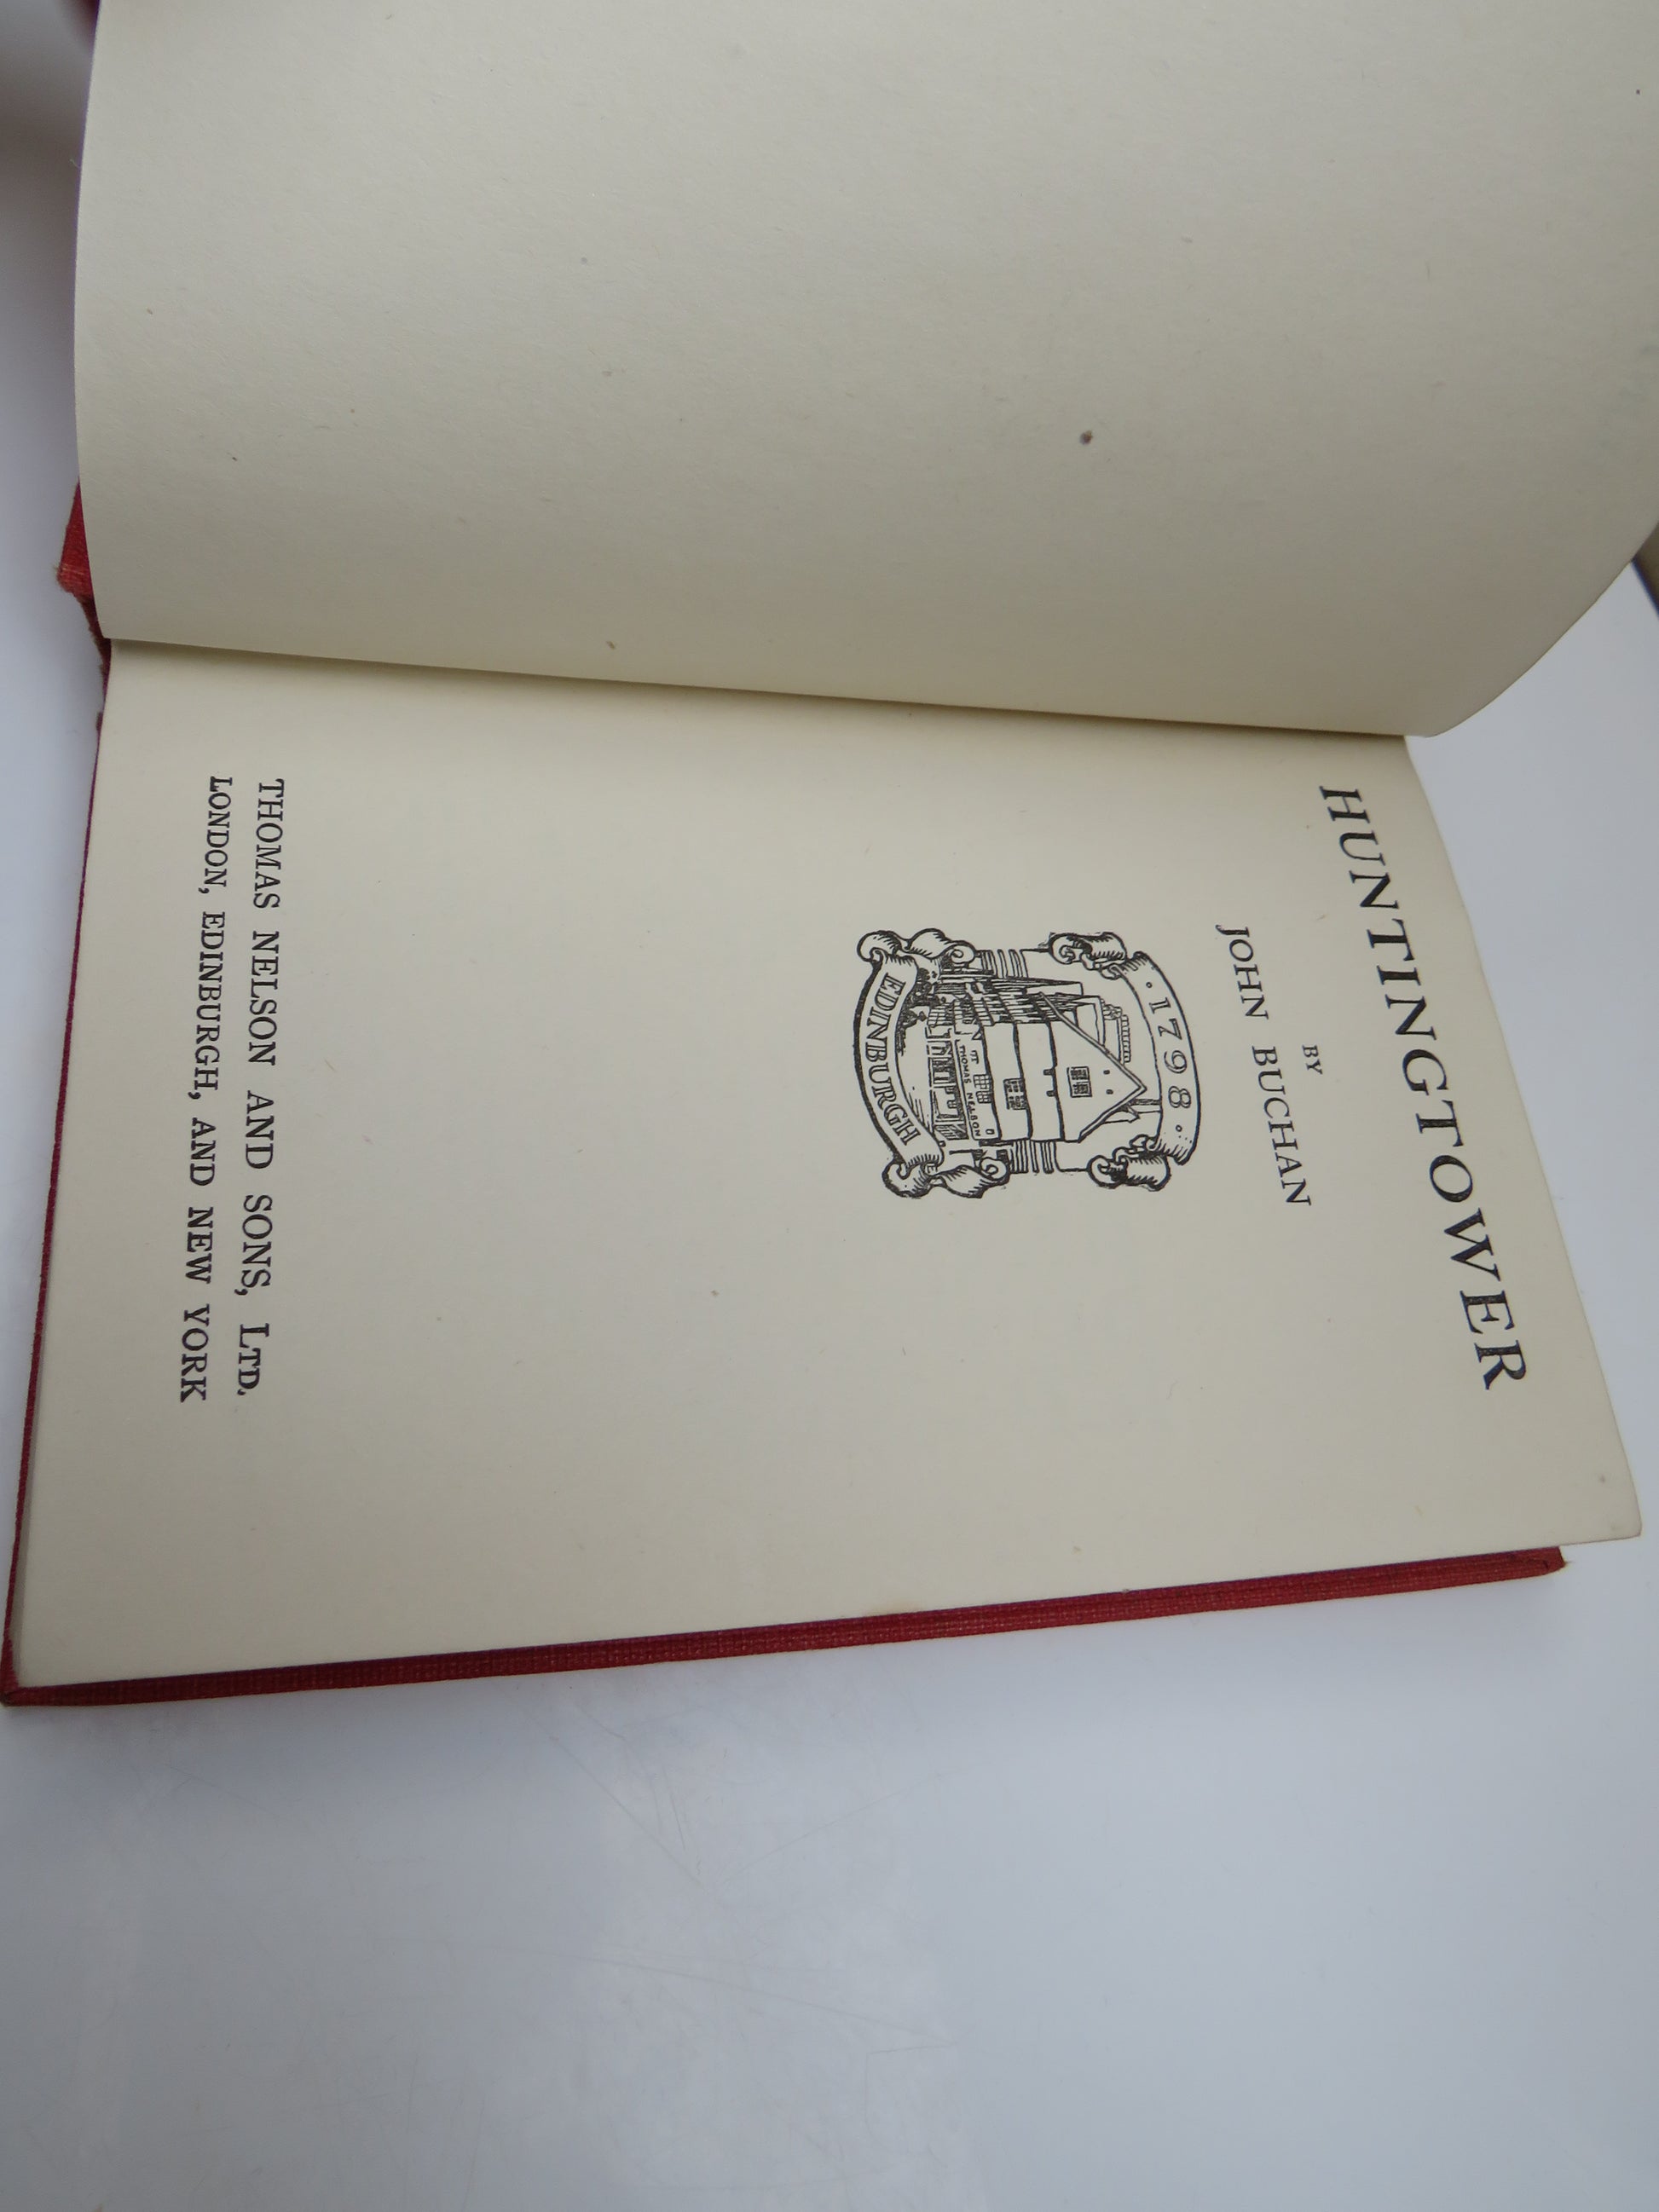 HUNTINGTOWER
BY
JOHN BUCHAN
· 1798 ·
THOMAS NELSON
EDINBURGH
THOMAS NELSON AND SONS, LTD.
LONDON, EDINBURGH, AND NEW YORK